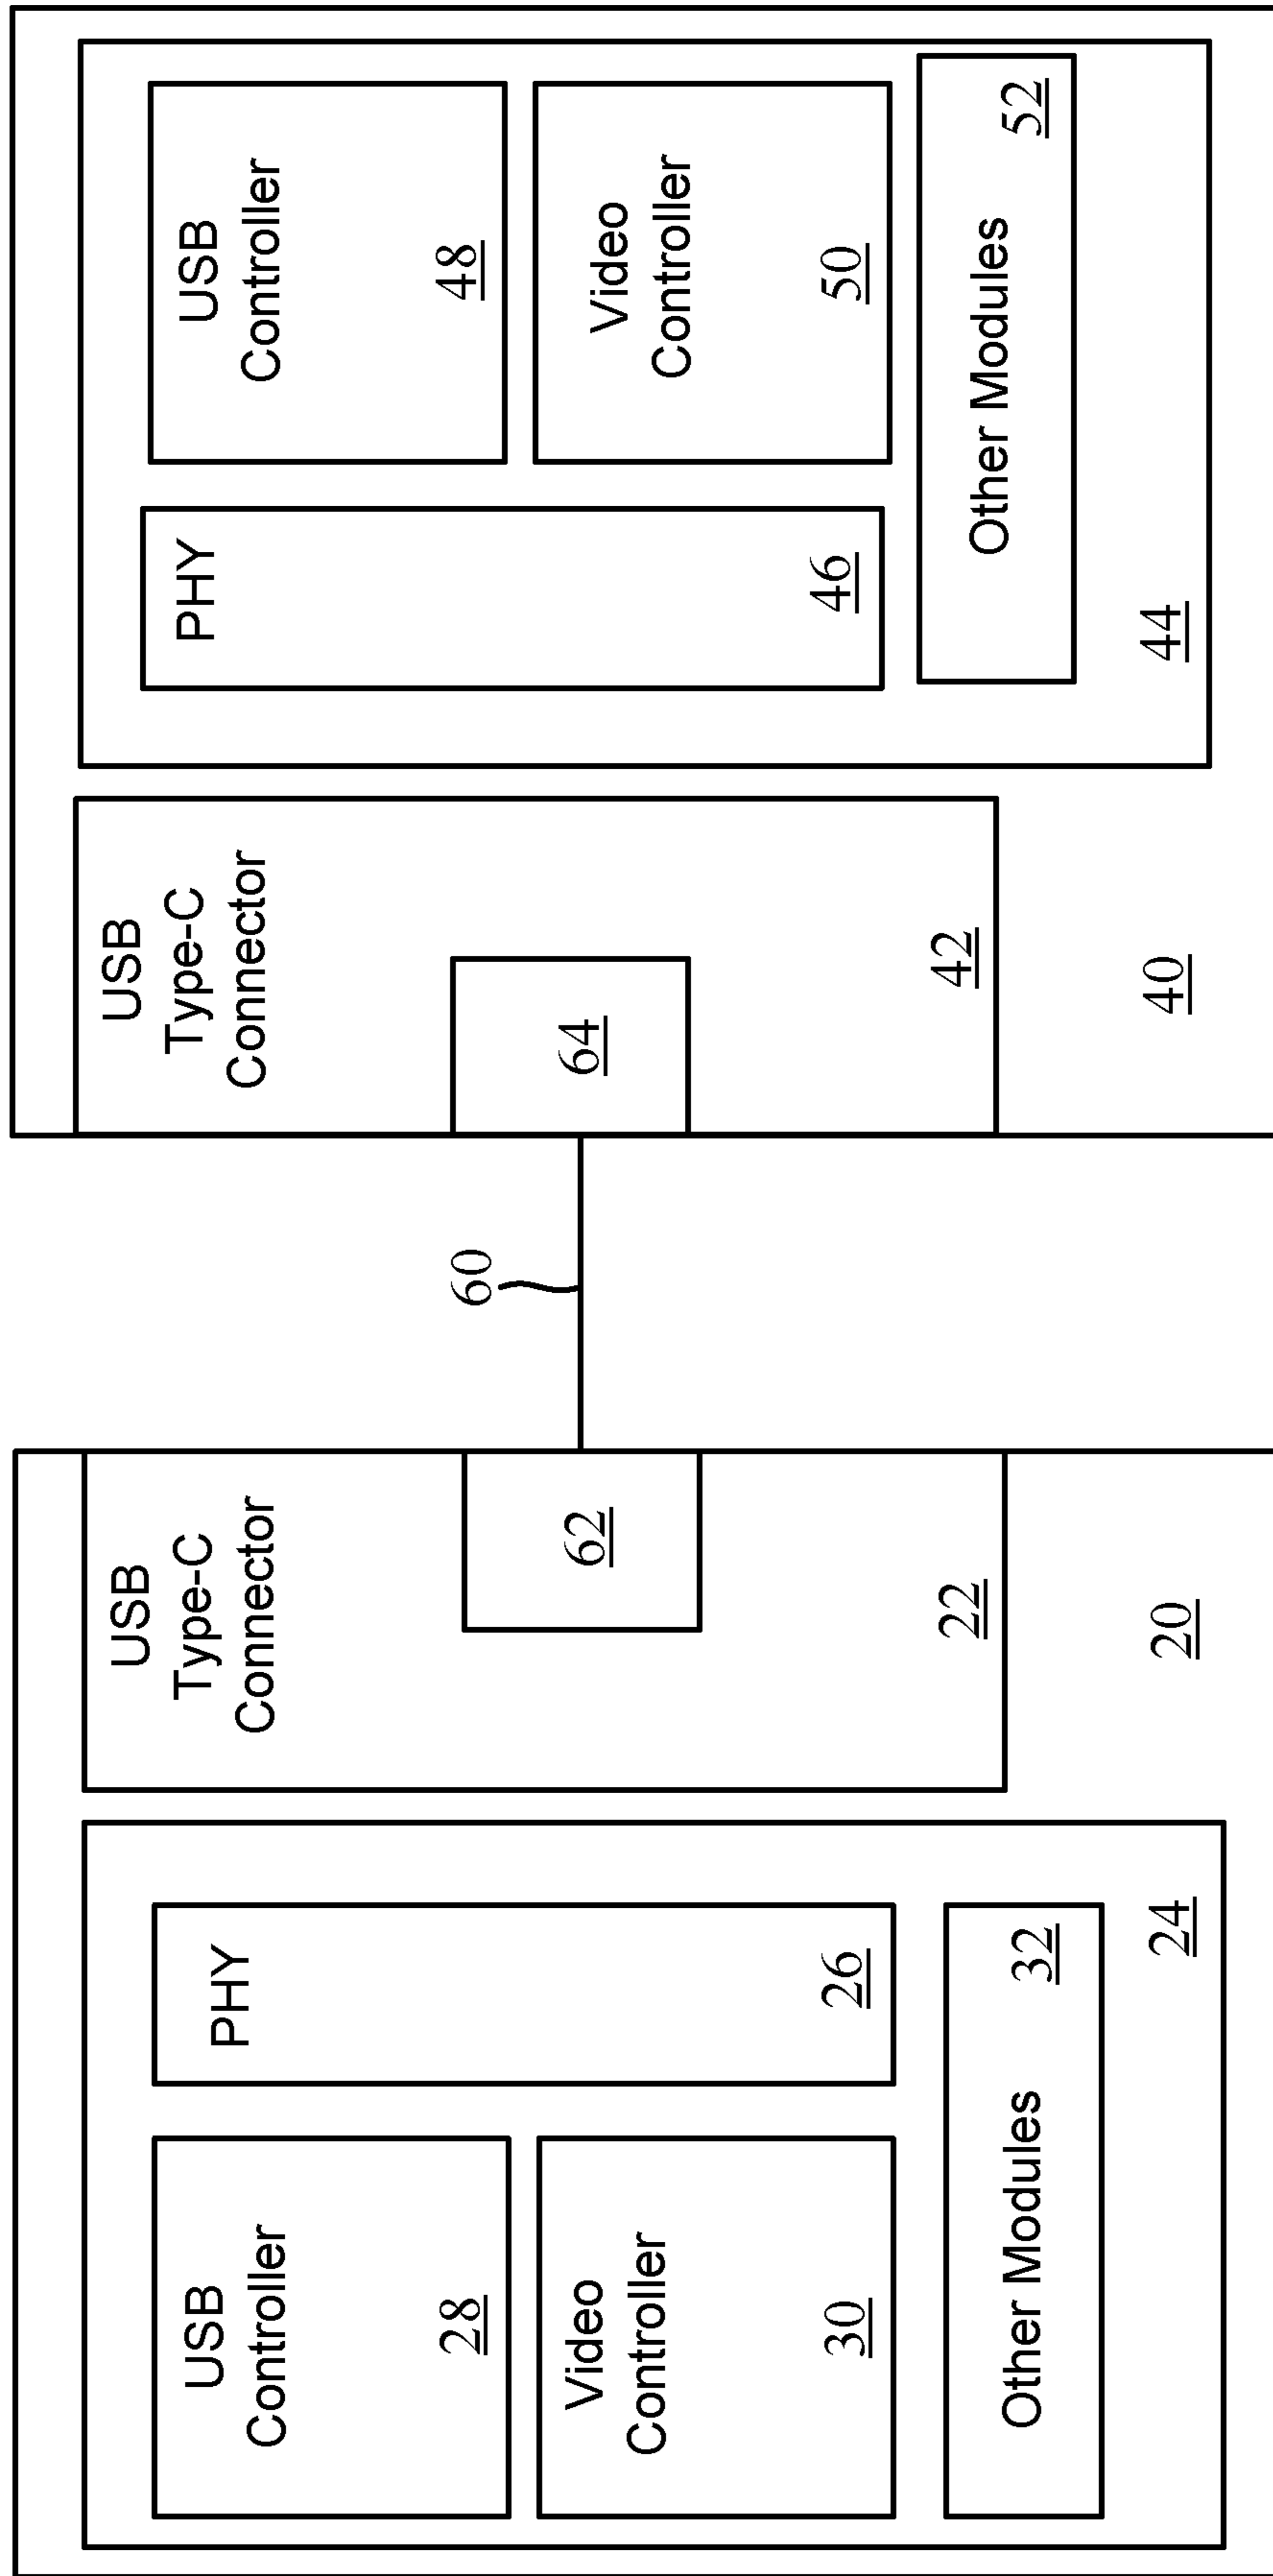 USB
Controller
28
Video
Controller
30
PHY
26
Other Modules
32
24
USB
Type-C
Connector
62
22
20
60
USB
Type-C
Connector
64
42
40
PHY
46
USB
Controller
48
Video
Controller
50
Other Modules
52
44